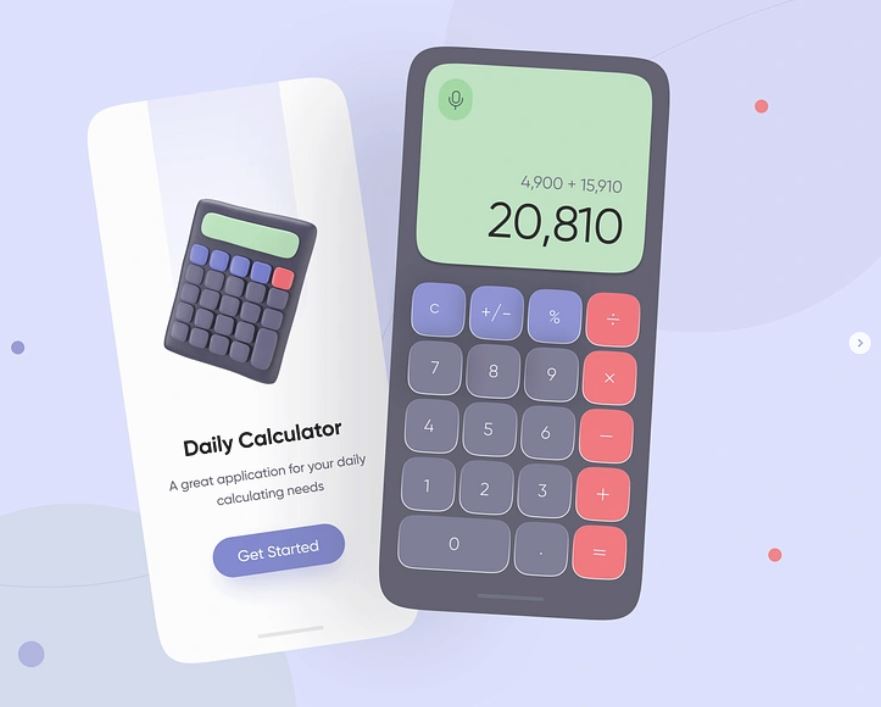 Daily Calculator
A great application for your daily
calculating needs
Get Started
4,900 + 15,910
20,810
C +/− % ÷
7 8 9 ×
4 5 6 −
1 2 3 +
0 . =